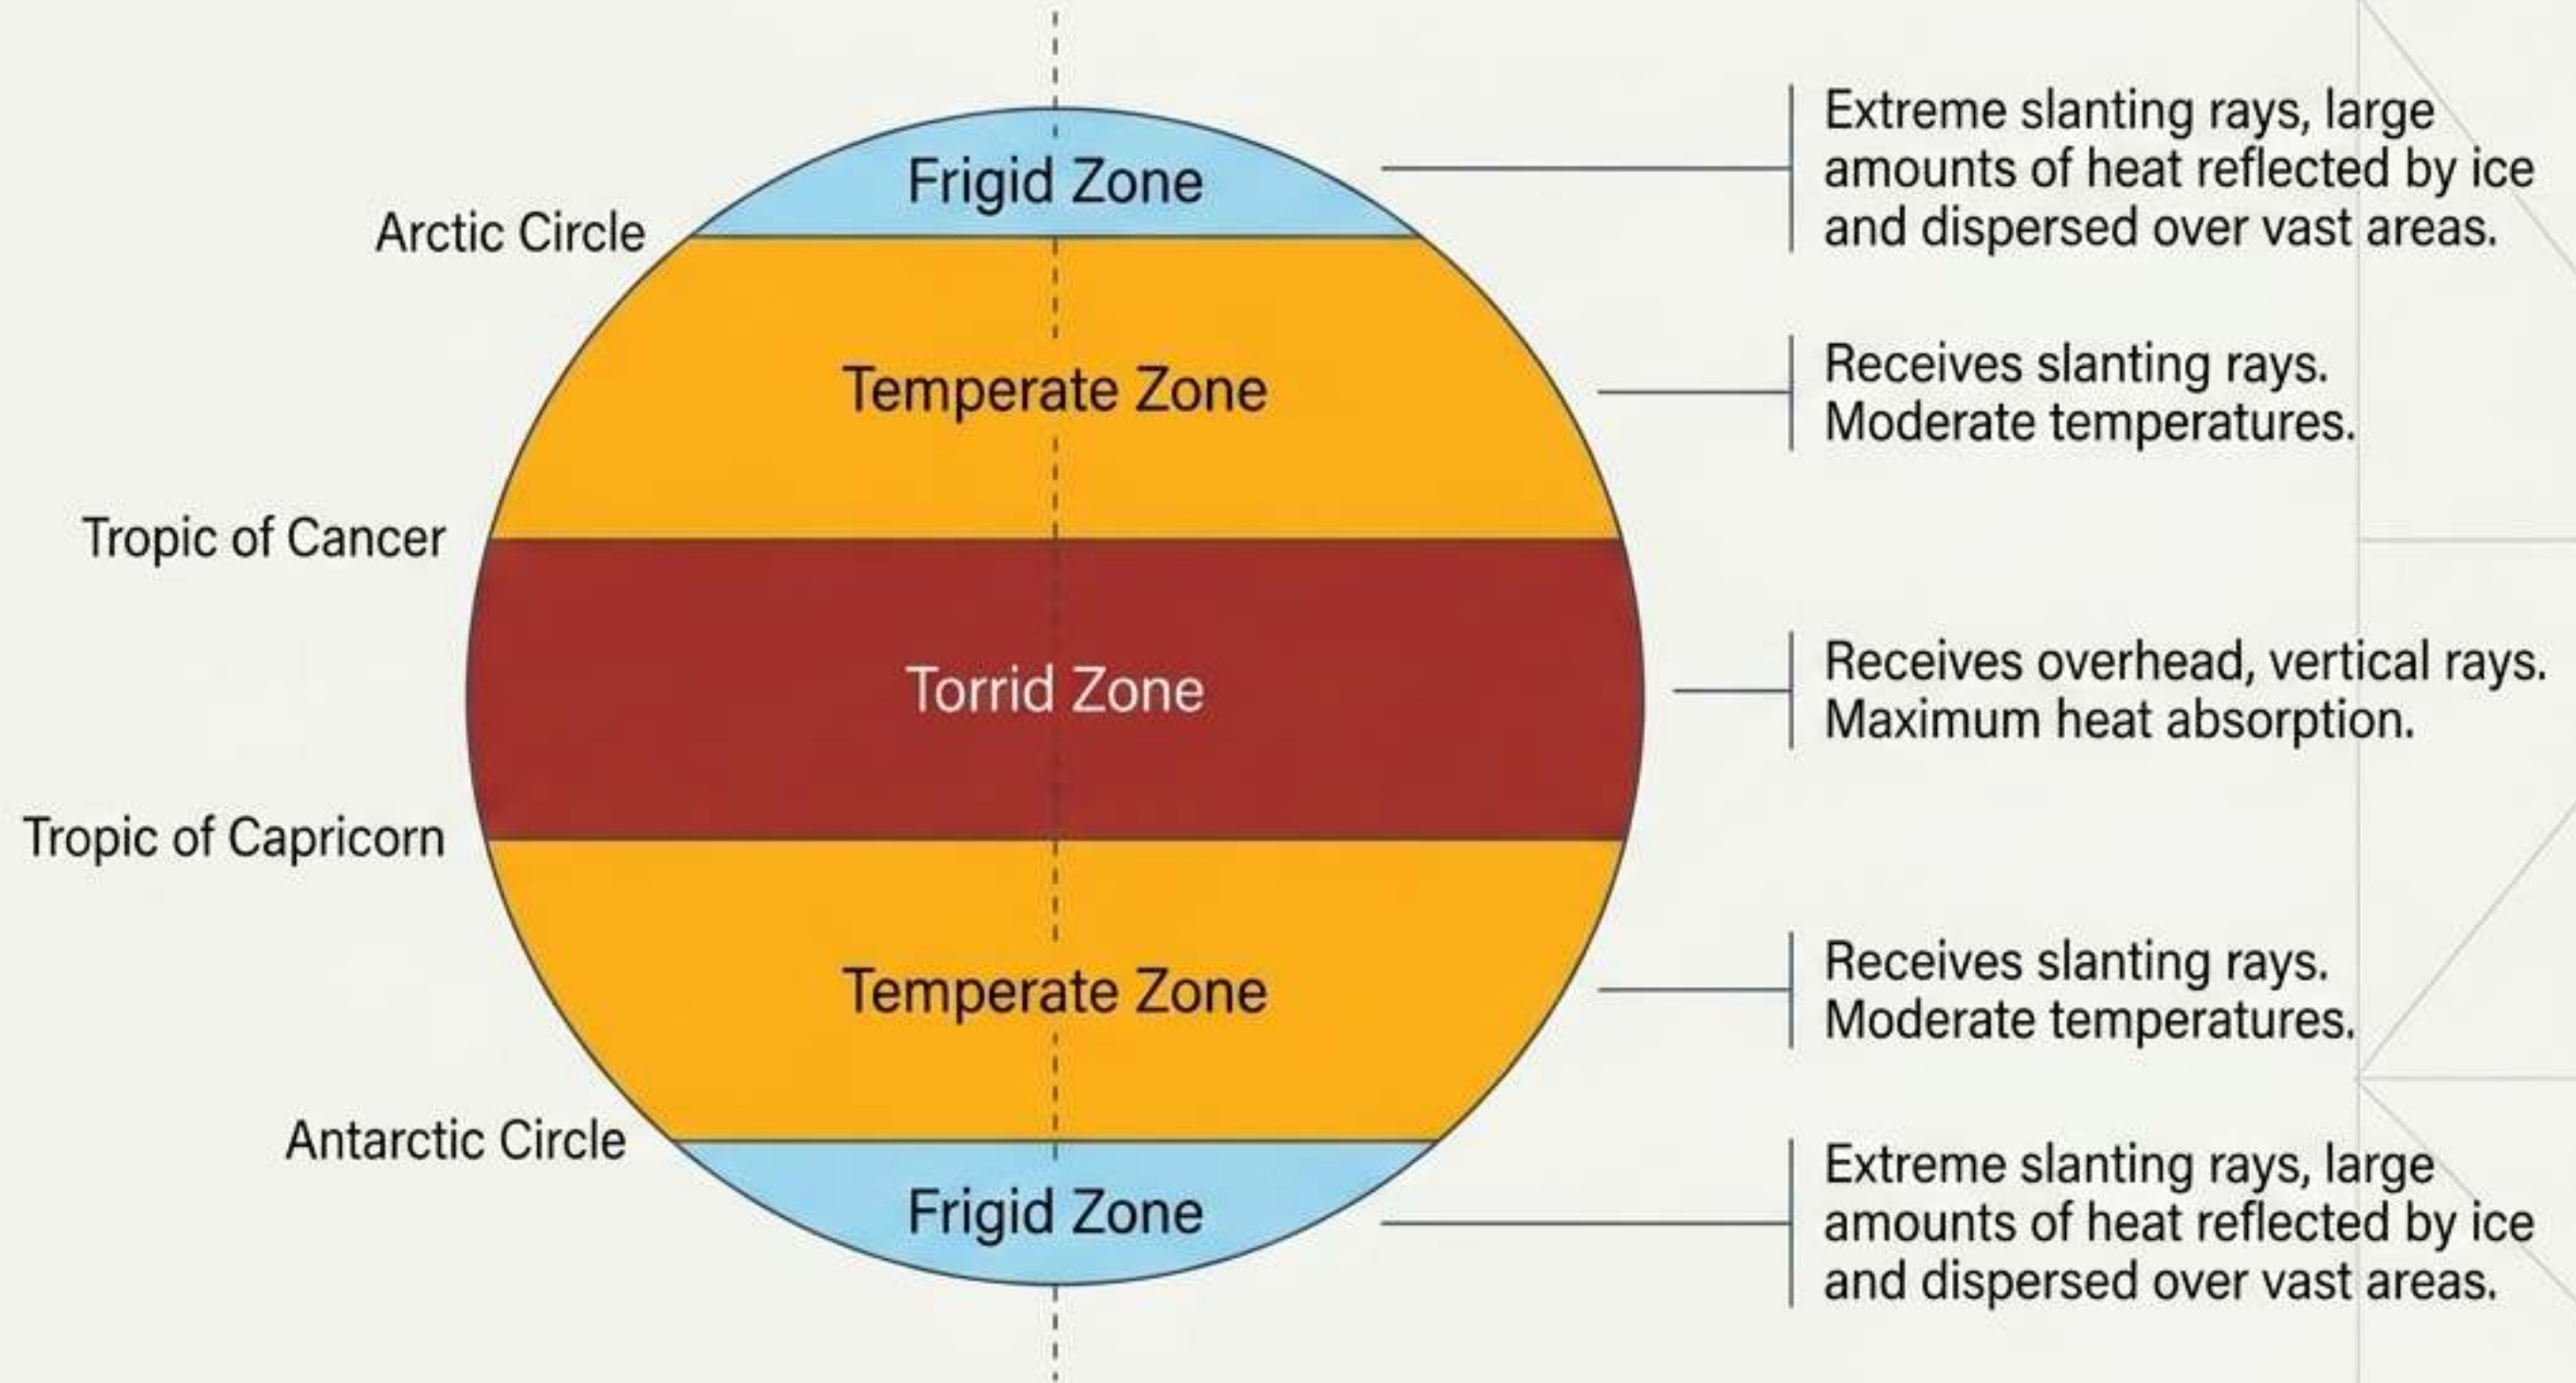 Extreme slanting rays, large
amounts of heat reflected by ice
and dispersed over vast areas.
Frigid Zone
Arctic Circle
Receives slanting rays.
Moderate temperatures.
Temperate Zone
Tropic of Cancer
Receives overhead, vertical rays.
Maximum heat absorption.
Torrid Zone
Tropic of Capricorn
Receives slanting rays.
Moderate temperatures.
Temperate Zone
Antarctic Circle
Extreme slanting rays, large
amounts of heat reflected by ice
and dispersed over vast areas.
Frigid Zone